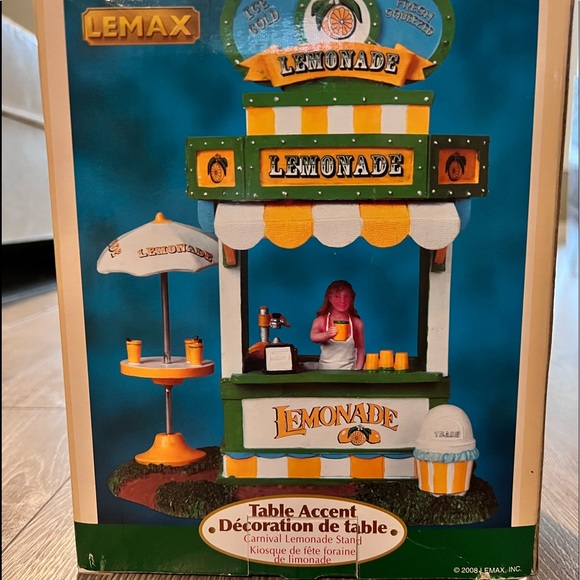 LEMAX
ICE COLD
FRESH SQUEEZED
LEMONADE
LEMONADE
LEMONADE
LEMONADE
TRASH
Table Accent
Décoration de table
Carnival Lemonade Stand
Kiosque de fête foraine
de limonade
© 2008 LEMAX, INC.